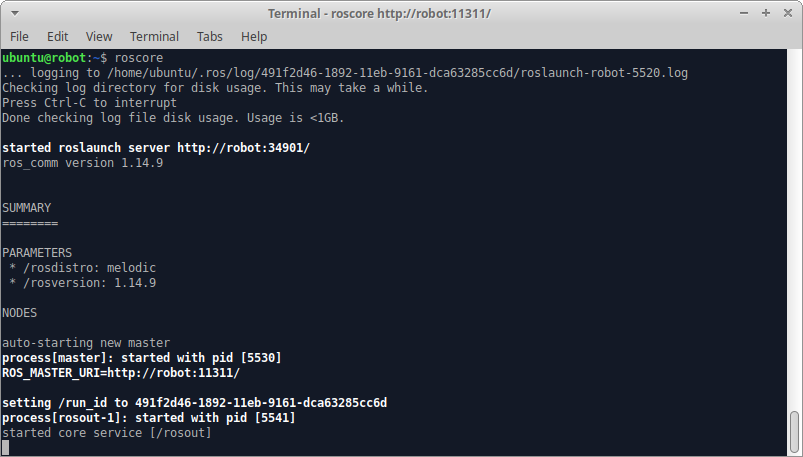 Terminal - roscore http://robot:11311/
File Edit View Terminal Tabs Help
ubuntu@robot:~$ roscore
... logging to /home/ubuntu/.ros/log/491f2d46-1892-11eb-9161-dca63285cc6d/roslaunch-robot-5520.log
Checking log directory for disk usage. This may take a while.
Press Ctrl-C to interrupt
Done checking log file disk usage. Usage is <1GB.
started roslaunch server http://robot:34901/
ros_comm version 1.14.9
SUMMARY
========
PARAMETERS
* /rosdistro: melodic
* /rosversion: 1.14.9
NODES
auto-starting new master
process[master]: started with pid [5530]
ROS_MASTER_URI=http://robot:11311/
setting /run_id to 491f2d46-1892-11eb-9161-dca63285cc6d
process[rosout-1]: started with pid [5541]
started core service [/rosout]